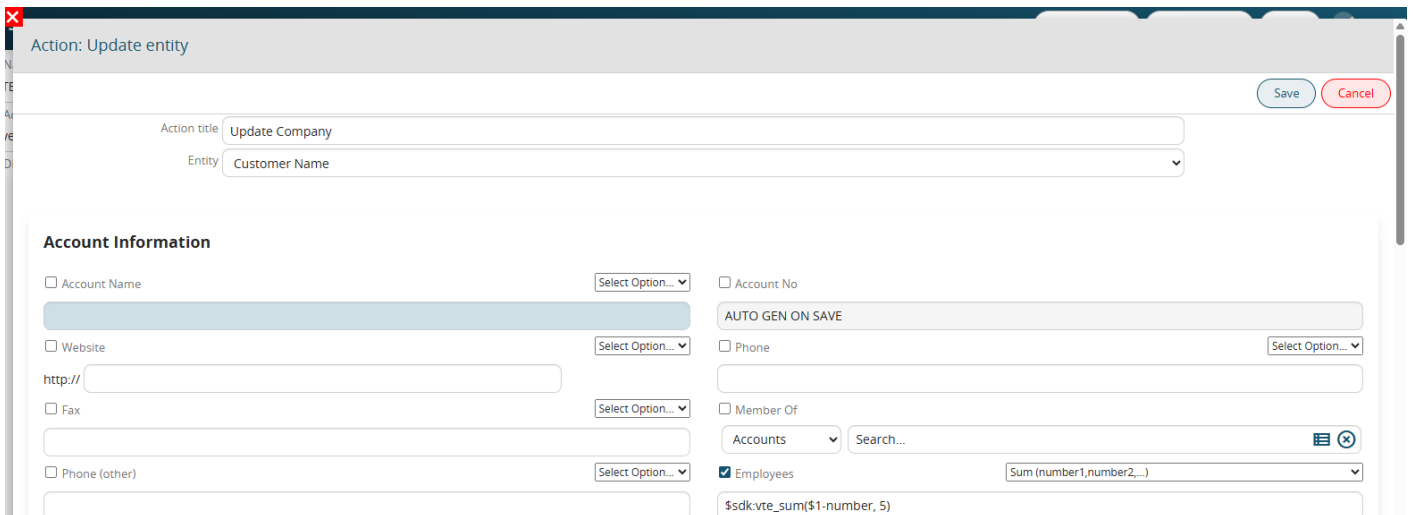 Action: Update entity
Save Cancel
Action title Update Company
Entity Customer Name
Account Information
Account Name Select Option... Account No
AUTO GEN ON SAVE
Website Select Option... Phone Select Option...
http://
Fax Select Option... Member Of
Accounts Search...
Phone (other) Select Option... Employees Sum (number1,number2,...)
$sdk:vte_sum($1-number, 5)